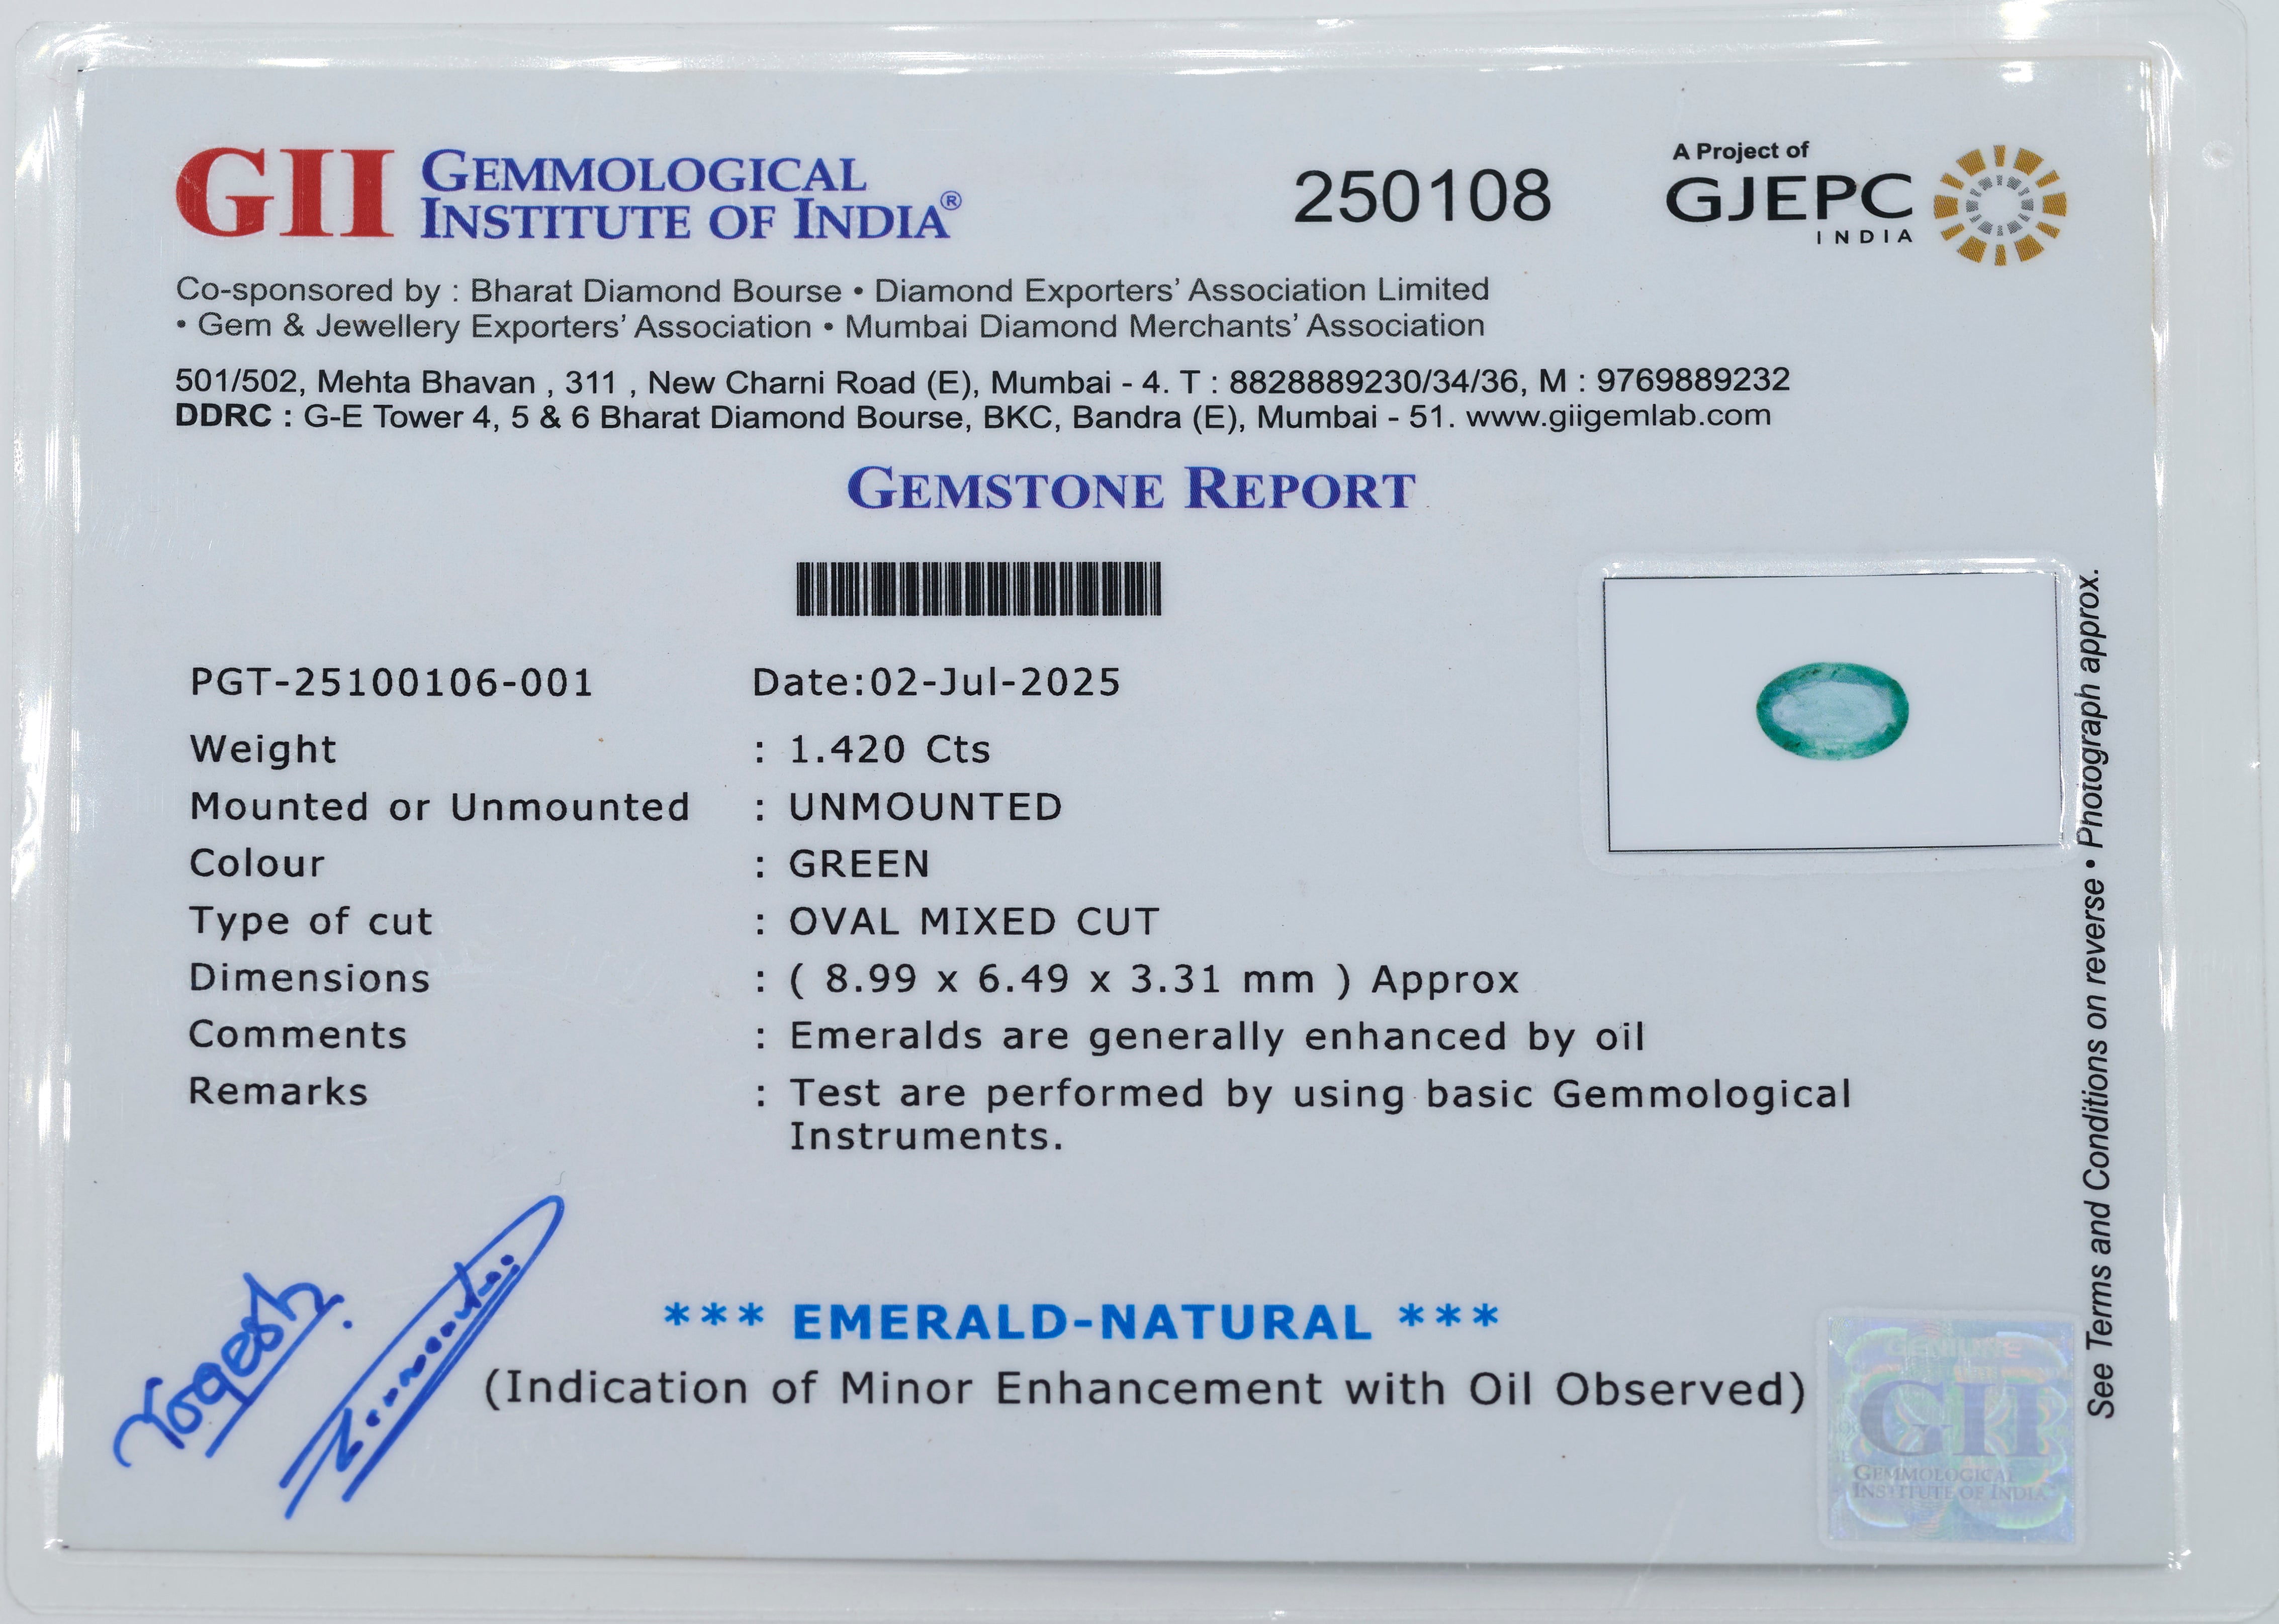 GII GEMMOLOGICAL
INSTITUTE OF INDIA®
250108
A Project of
GJEPC
INDIA
Co-sponsored by : Bharat Diamond Bourse • Diamond Exporters' Association Limited
• Gem & Jewellery Exporters' Association • Mumbai Diamond Merchants' Association
501/502, Mehta Bhavan , 311 , New Charni Road (E), Mumbai - 4. T : 8828889230/34/36, M : 9769889232
DDRC : G-E Tower 4, 5 & 6 Bharat Diamond Bourse, BKC, Bandra (E), Mumbai - 51. www.giigemlab.com
GEMSTONE REPORT
PGT-25100106-001 Date:02-Jul-2025
Weight : 1.420 Cts
Mounted or Unmounted : UNMOUNTED
Colour : GREEN
Type of cut : OVAL MIXED CUT
Dimensions : ( 8.99 x 6.49 x 3.31 mm ) Approx
Comments : Emeralds are generally enhanced by oil
Remarks : Test are performed by using basic Gemmological
Instruments.
*** EMERALD-NATURAL ***
(Indication of Minor Enhancement with Oil Observed)
Yogesh
See Terms and Conditions on reverse • Photograph approx.
GENIUNE
GII
GEMMOLOGICAL
INSTITUTE OF INDIA